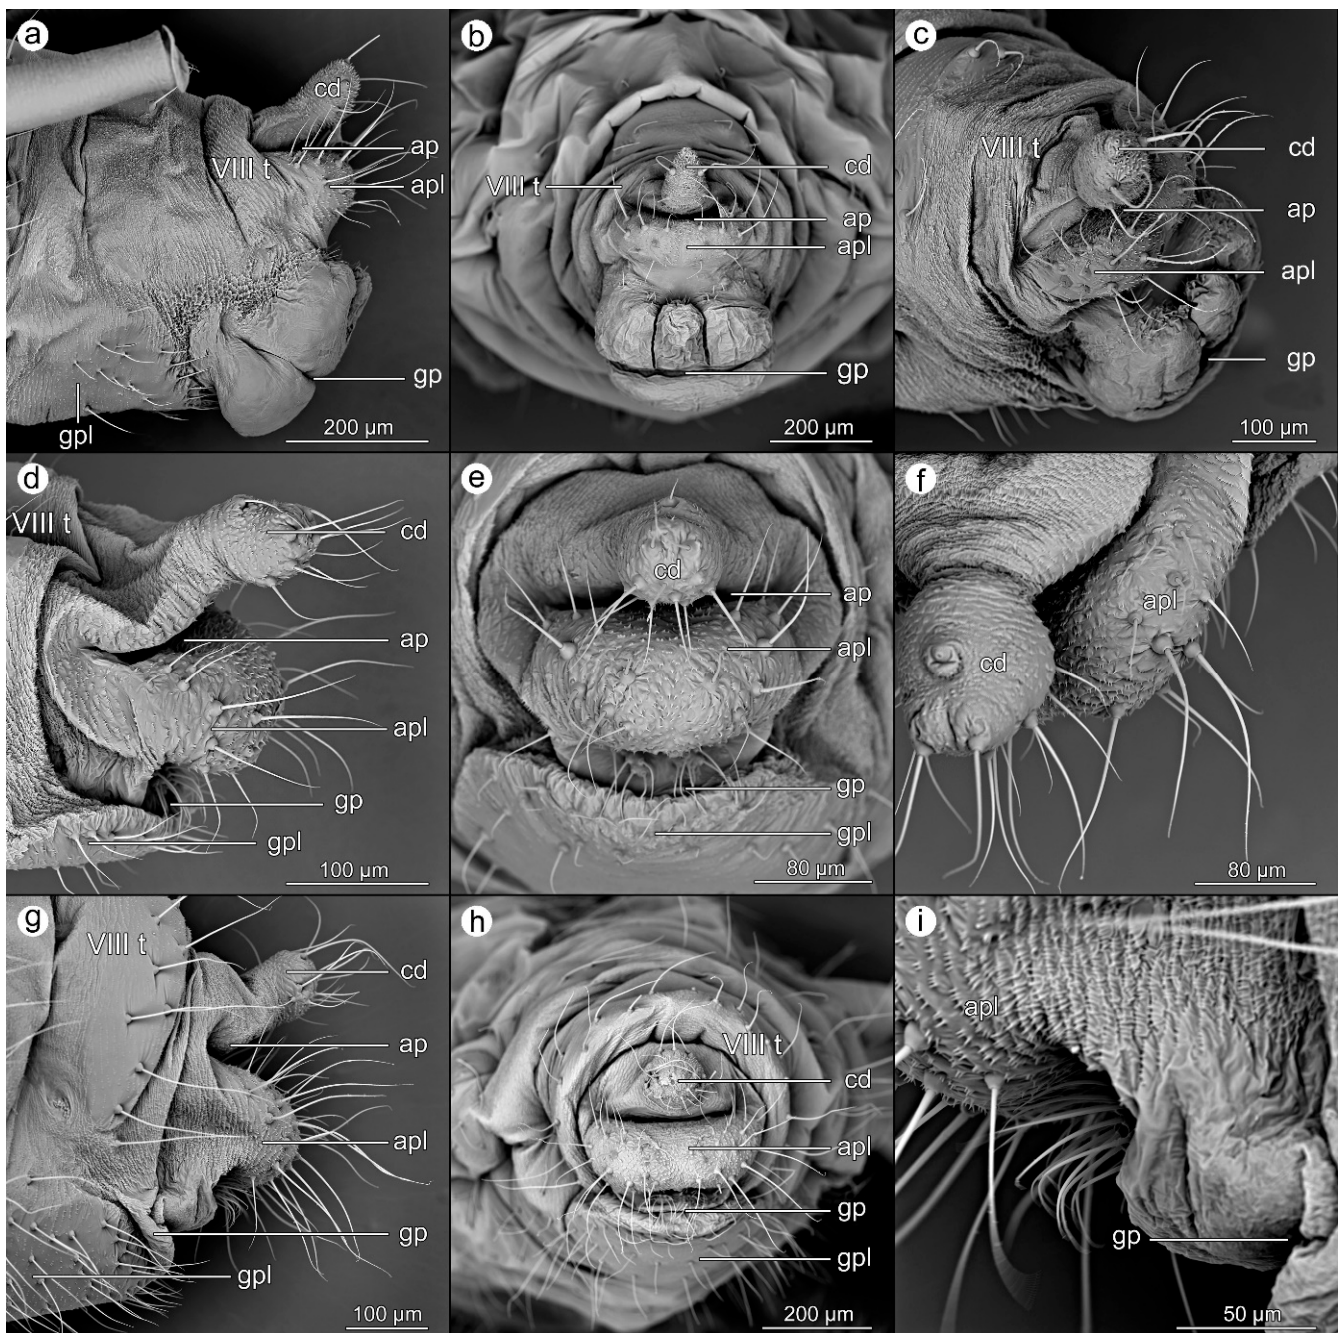 a
cd
ap
VIII t
apl
gp
gpl
200 µm
b
cd
VIII t
ap
apl
gp
200 µm
c
VIII t
cd
ap
apl
gp
100 µm
d
VIII t
cd
ap
apl
gp
gpl
100 µm
e
cd
ap
apl
gp
gpl
80 µm
f
apl
cd
80 µm
g
VIII t
cd
ap
apl
gp
gpl
100 µm
h
VIII t
cd
apl
gp
gpl
200 µm
i
apl
gp
50 µm